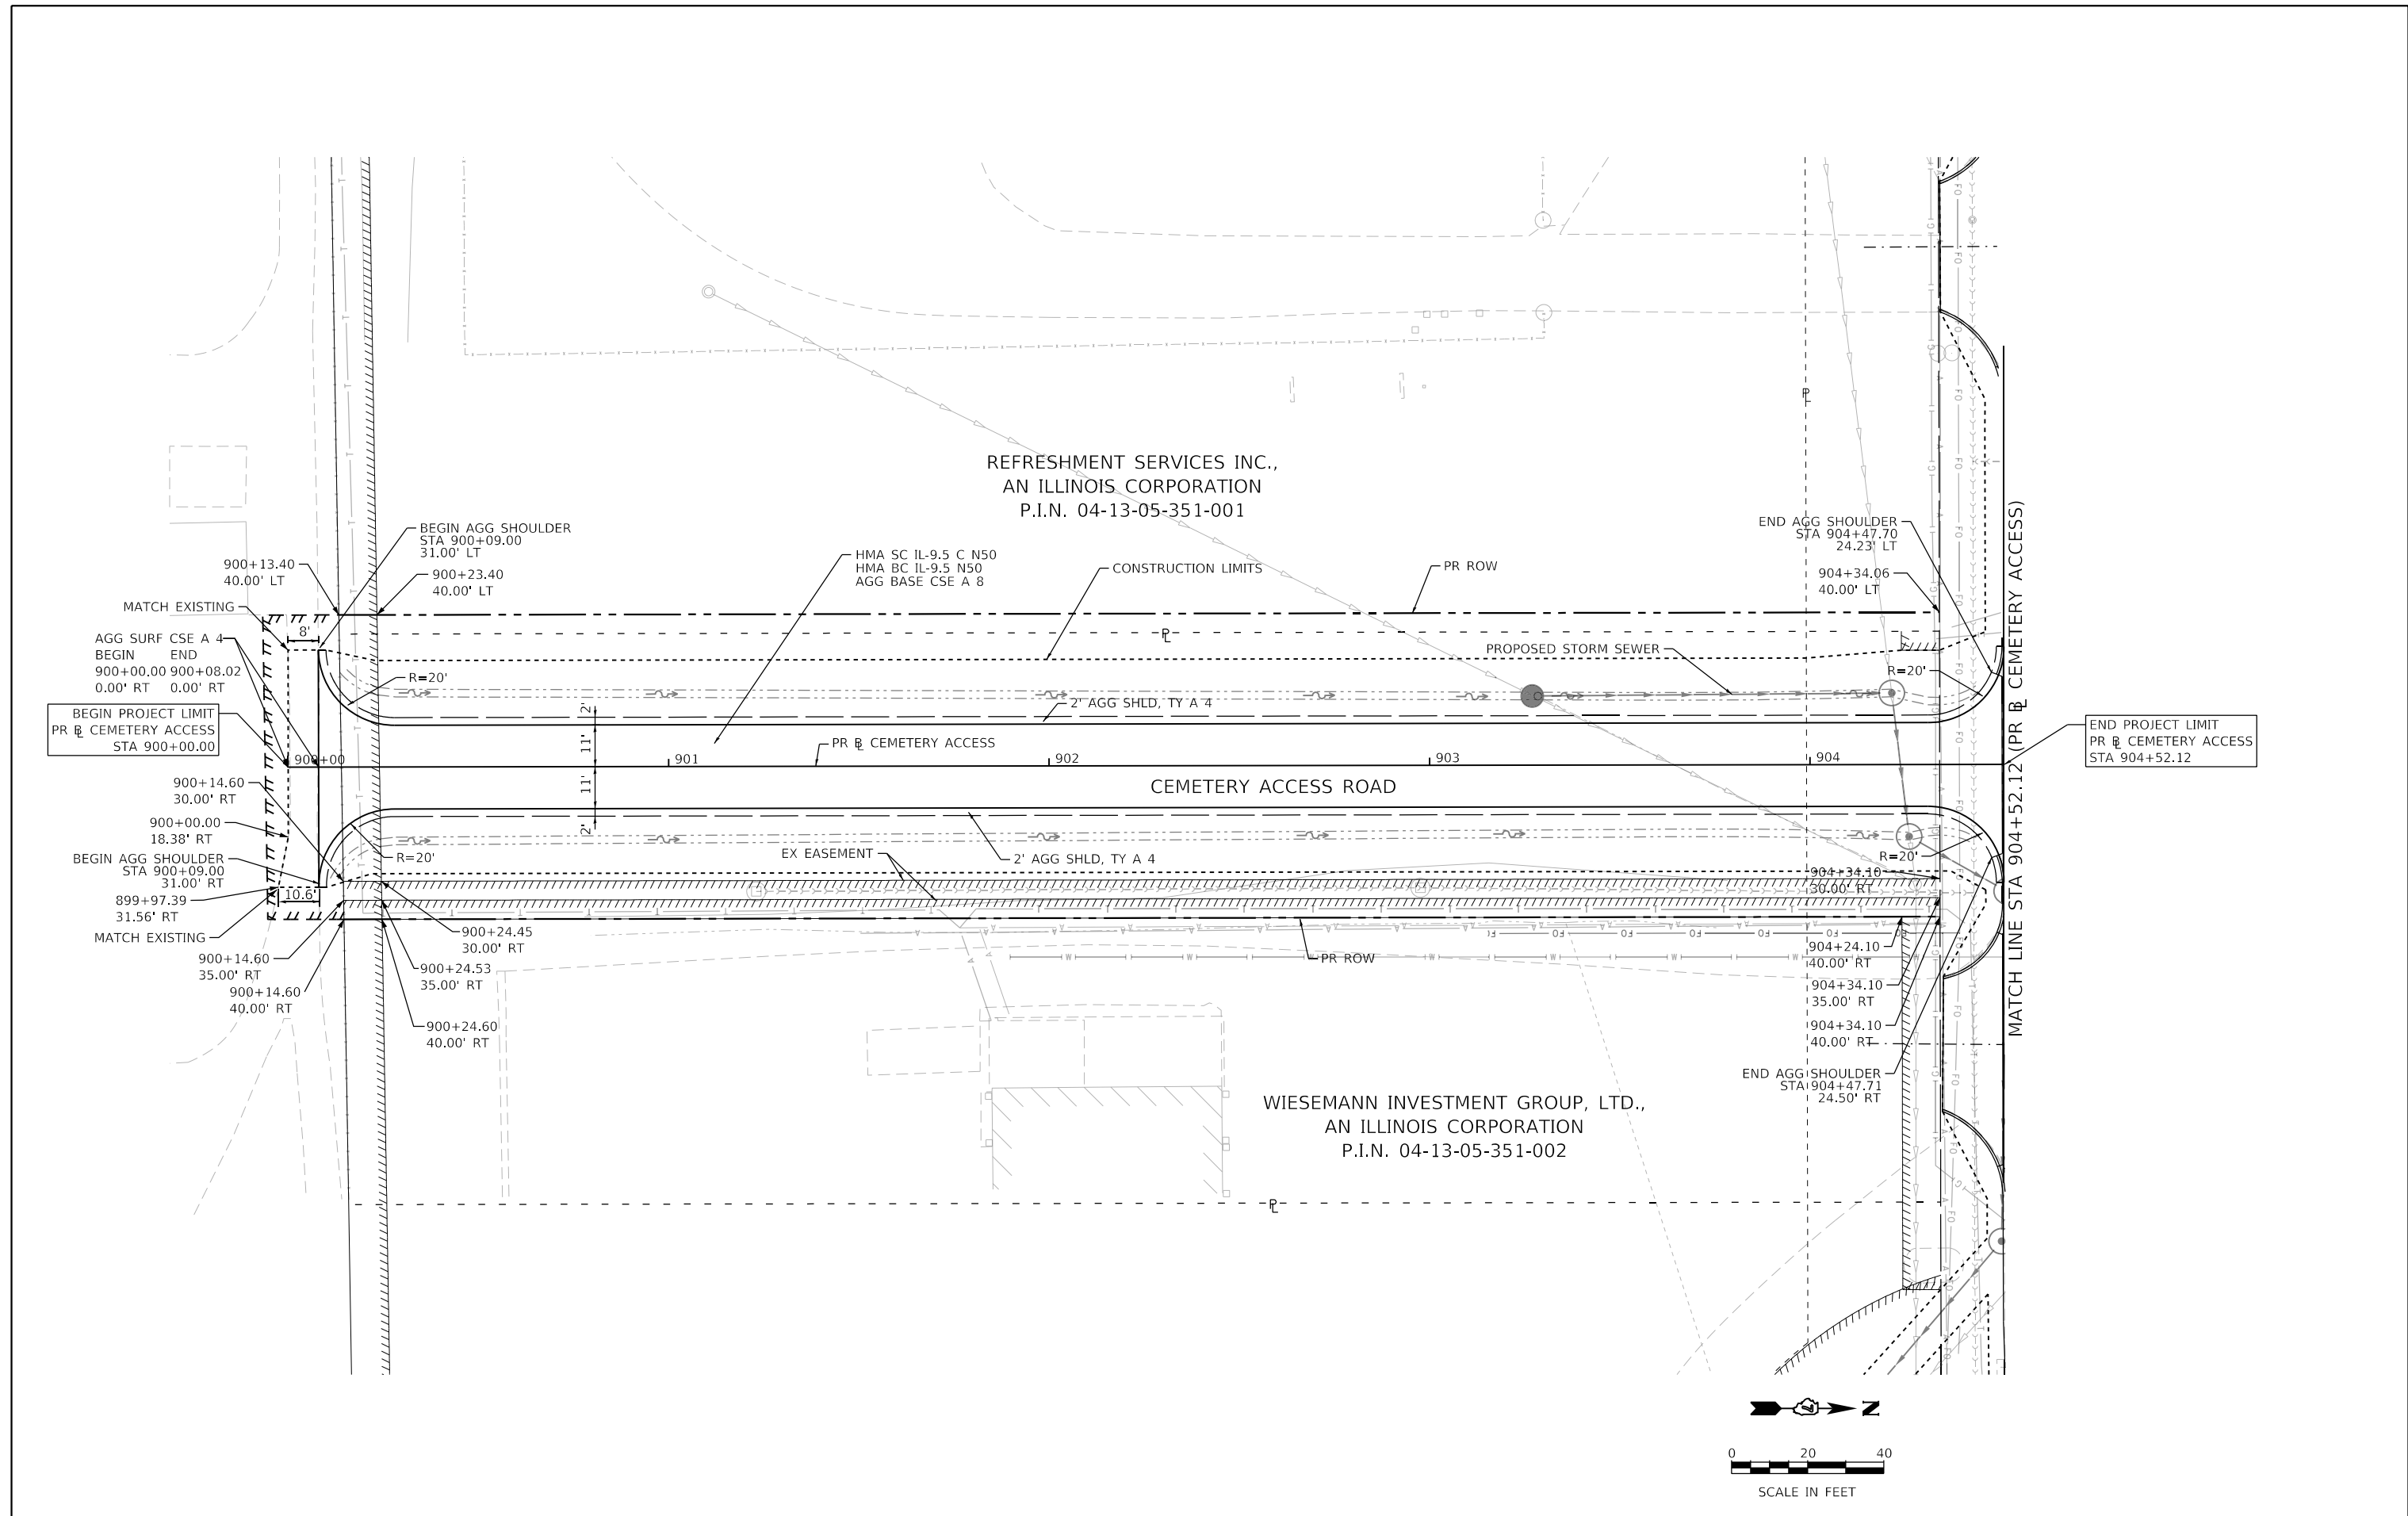 REFRESHMENT SERVICES INC.,
AN ILLINOIS CORPORATION
P.I.N. 04-13-05-351-001
BEGIN AGG SHOULDER
STA 900+09.00
31.00' LT
900+13.40
40.00' LT
900+23.40
40.00' LT
HMA SC IL-9.5 C N50
HMA BC IL-9.5 N50
AGG BASE CSE A 8
CONSTRUCTION LIMITS
PR ROW
END AGG SHOULDER
STA 904+47.70
24.23' LT
904+34.06
40.00' LT
MATCH EXISTING
8'
AGG SURF CSE A 4
BEGIN END
900+00.00 900+08.02
0.00' RT 0.00' RT
R=20'
PROPOSED STORM SEWER
R=20'
2' AGG SHLD, TY A 4
BEGIN PROJECT LIMIT
PR BL CEMETERY ACCESS
STA 900+00.00
2'
11'
11'
2'
PR BL CEMETERY ACCESS
900+00
901
902
903
904
CEMETERY ACCESS ROAD
END PROJECT LIMIT
PR BL CEMETERY ACCESS
STA 904+52.12
MATCH LINE STA 904+52.12 (PR BL CEMETERY ACCESS)
900+14.60
30.00' RT
900+00.00
18.38' RT
BEGIN AGG SHOULDER
STA 900+09.00
31.00' RT
R=20'
EX EASEMENT
2' AGG SHLD, TY A 4
R=20'
904+34.10
30.00' RT
899+97.39
31.56' RT
10.6'
MATCH EXISTING
900+14.60
35.00' RT
900+14.60
40.00' RT
900+24.45
30.00' RT
900+24.53
35.00' RT
900+24.60
40.00' RT
PR ROW
904+24.10
40.00' RT
904+34.10
35.00' RT
904+34.10
40.00' RT
END AGG SHOULDER
STA 904+47.71
24.50' RT
WIESEMANN INVESTMENT GROUP, LTD.,
AN ILLINOIS CORPORATION
P.I.N. 04-13-05-351-002
PL
PL
PL
N
0 20 40
SCALE IN FEET